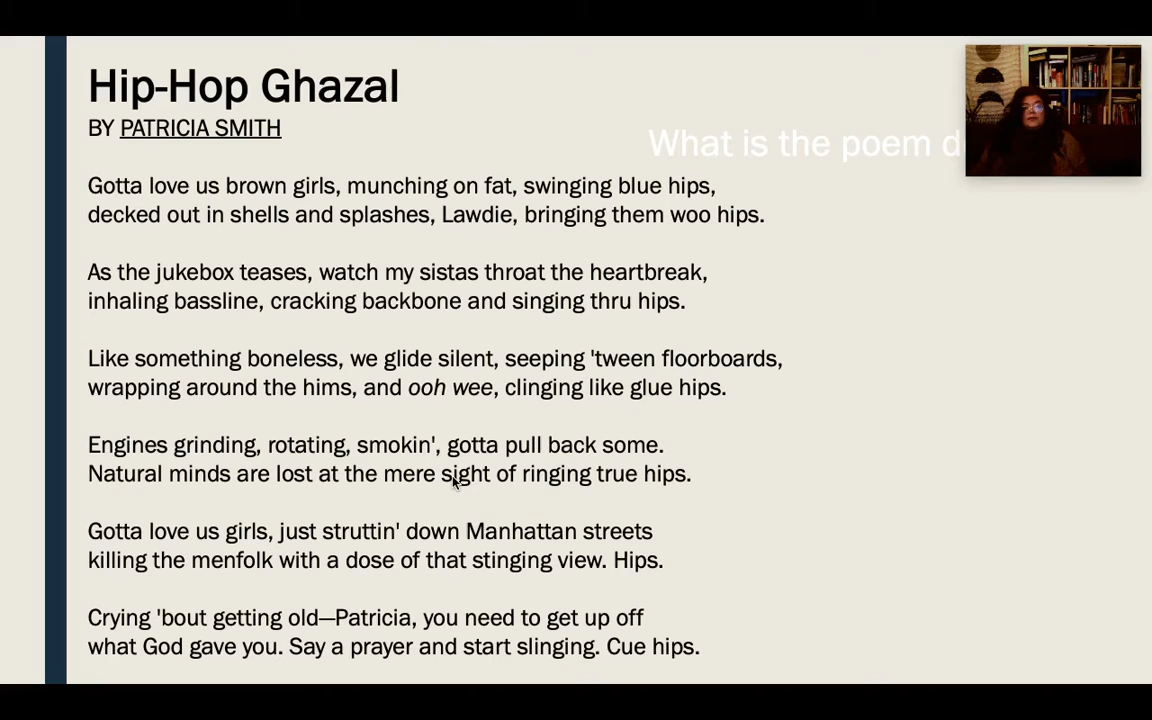 Hip-Hop Ghazal
BY PATRICIA SMITH
What is the poem
Gotta love us brown girls, munching on fat, swinging blue hips,
decked out in shells and splashes, Lawdie, bringing them woo hips.
As the jukebox teases, watch my sistas throat the heartbreak,
inhaling bassline, cracking backbone and singing thru hips.
Like something boneless, we glide silent, seeping 'tween floorboards,
wrapping around the hims, and ooh wee, clinging like glue hips.
Engines grinding, rotating, smokin', gotta pull back some.
Natural minds are lost at the mere sight of ringing true hips.
Gotta love us girls, just struttin' down Manhattan streets
killing the menfolk with a dose of that stinging view. Hips.
Crying 'bout getting old—Patricia, you need to get up off
what God gave you. Say a prayer and start slinging. Cue hips.